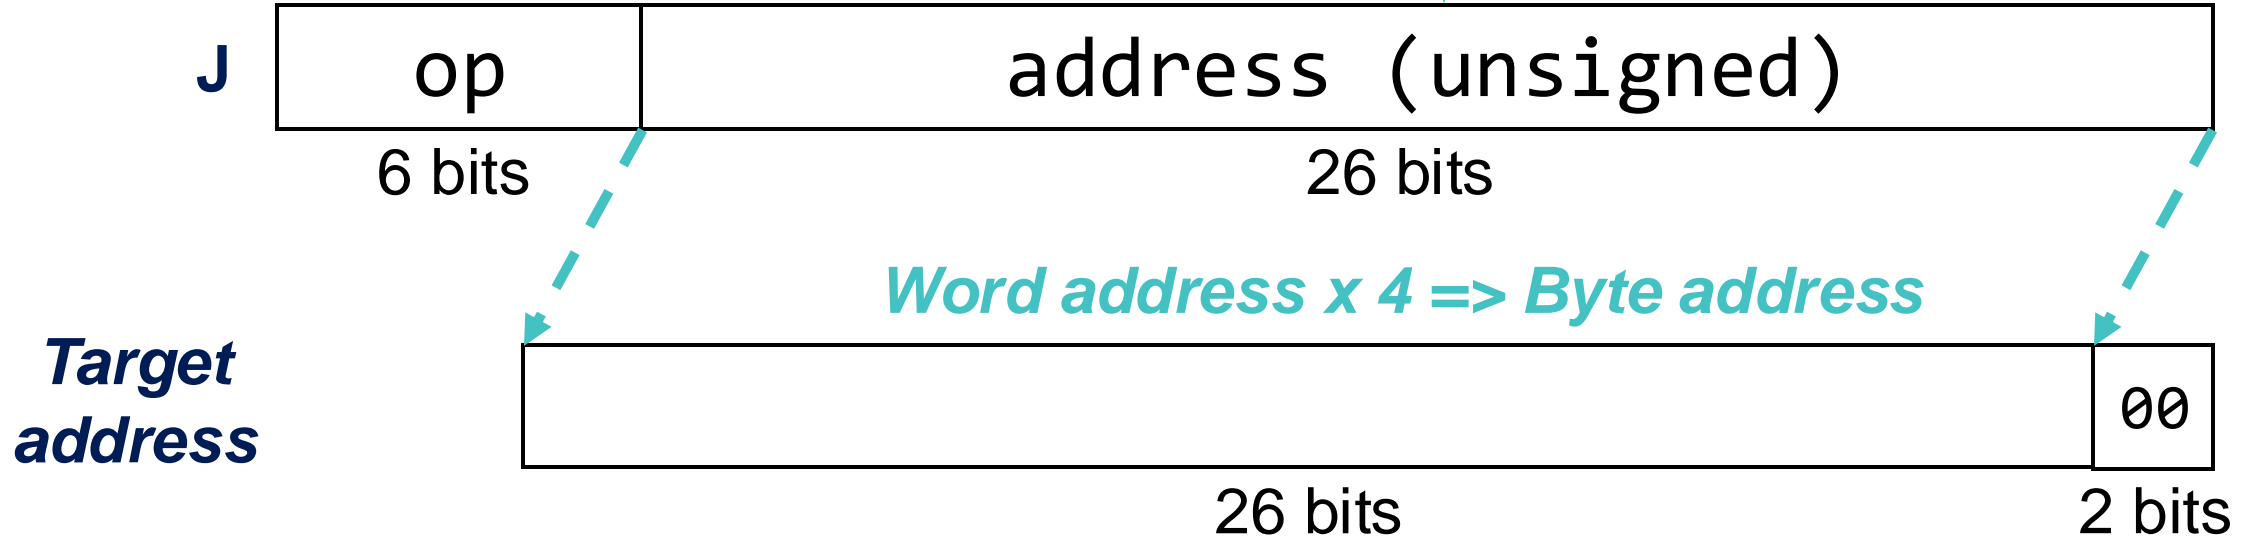 J op address (unsigned)
6 bits 26 bits
Word address x 4 => Byte address
Target
address
00
26 bits 2 bits